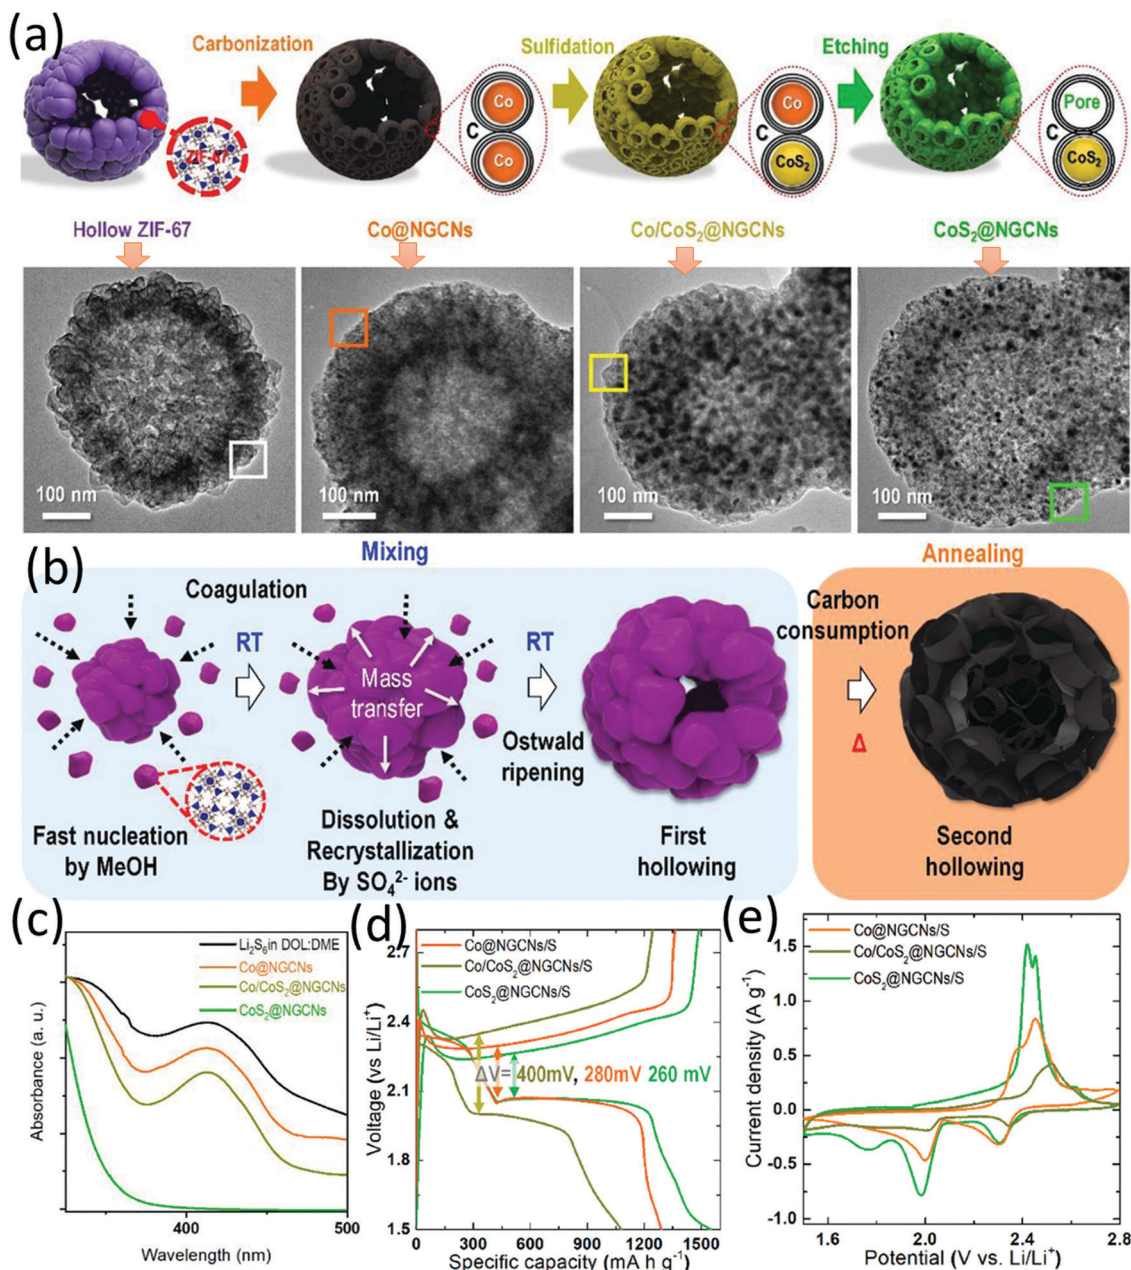 (a)
Carbonization
Sulfidation
Etching
ZIF-67
C
Co
Co
C
Co
CoS₂
C
Pore
CoS₂
Hollow ZIF-67
Co@NGCNs
Co/CoS₂@NGCNs
CoS₂@NGCNs
100 nm
100 nm
100 nm
100 nm
(b)
Mixing
Annealing
Coagulation
RT
Mass
transfer
RT
Ostwald
ripening
Carbon
consumption
Δ
Fast nucleation
by MeOH
Dissolution &
Recrystallization
By SO₄²⁻ ions
First
hollowing
Second
hollowing
(c)
Li₂S₆in DOL:DME
Co@NGCNs
Co/CoS₂@NGCNs
CoS₂@NGCNs
Absorbance (a. u.)
400
500
Wavelength (nm)
(d)
Co@NGCNs/S
Co/CoS₂@NGCNs/S
CoS₂@NGCNs/S
ΔV= 400mV, 280mV 260 mV
Voltage (vs Li/Li⁺)
2.7
2.4
2.1
1.8
1.5
0
300
600
900
1200
1500
Specific capacity (mA h g⁻¹)
(e)
Co@NGCNs/S
Co/CoS₂@NGCNs/S
CoS₂@NGCNs/S
Current density (A g⁻¹)
1.5
1.0
0.5
0.0
-0.5
-1.0
1.6
2.0
2.4
2.8
Potential (V vs. Li/Li⁺)